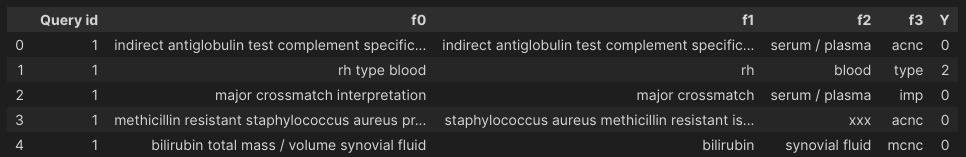 Query id f0 f1 f2 f3 Y
0 1 indirect antiglobulin test complement specific... indirect antiglobulin test complement specific... serum / plasma acnc 0
1 1 rh type blood rh blood type 2
2 1 major crossmatch interpretation major crossmatch serum / plasma imp 0
3 1 methicillin resistant staphylococcus aureus pr... staphylococcus aureus methicillin resistant is... xxx acnc 0
4 1 bilirubin total mass / volume synovial fluid bilirubin synovial fluid mcnc 0